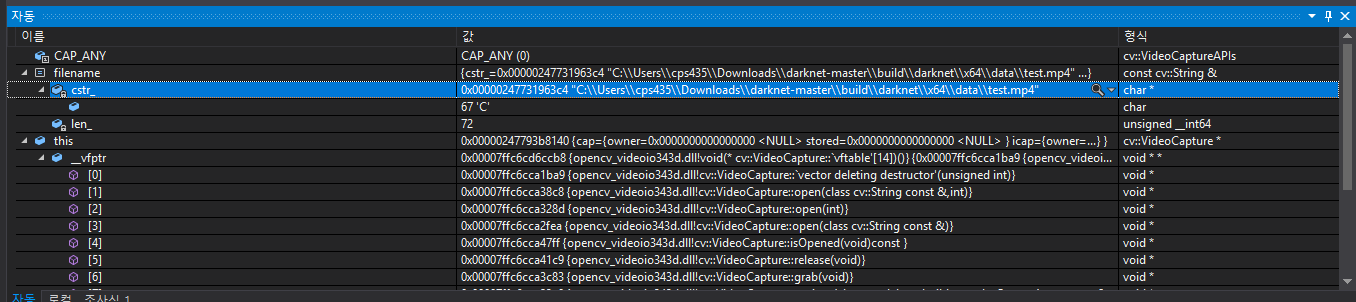 자동
이름 값 형식
CAP_ANY CAP_ANY (0) cv::VideoCaptureAPIs
filename {cstr_=0x00000247731963c4 "C:\\Users\\cps435\\Downloads\\darknet-master\\build\\darknet\\x64\\data\\test.mp4" ...} const cv::String &
cstr_ 0x00000247731963c4 "C:\\Users\\cps435\\Downloads\\darknet-master\\build\\darknet\\x64\\data\\test.mp4" char *
67 'C' char
len_ 72 unsigned __int64
this 0x00000247793b8140 {cap={owner=0x0000000000000000 <NULL> stored=0x0000000000000000 <NULL> } icap={owner=...} } cv::VideoCapture *
__vfptr 0x00007ffc6cd6ccb8 {opencv_videoio343d.dll!void(* cv::VideoCapture::`vftable'[14])()} {0x00007ffc6cca1ba9 {opencv_videoio... void * *
[0] 0x00007ffc6cca1ba9 {opencv_videoio343d.dll!cv::VideoCapture::`vector deleting destructor'(unsigned int)} void *
[1] 0x00007ffc6cca38c8 {opencv_videoio343d.dll!cv::VideoCapture::open(class cv::String const &,int)} void *
[2] 0x00007ffc6cca328d {opencv_videoio343d.dll!cv::VideoCapture::open(int)} void *
[3] 0x00007ffc6cca2fea {opencv_videoio343d.dll!cv::VideoCapture::open(class cv::String const &)} void *
[4] 0x00007ffc6cca47ff {opencv_videoio343d.dll!cv::VideoCapture::isOpened(void)const } void *
[5] 0x00007ffc6cca41c9 {opencv_videoio343d.dll!cv::VideoCapture::release(void)} void *
[6] 0x00007ffc6cca3c83 {opencv_videoio343d.dll!cv::VideoCapture::grab(void)} void *
자동 로컬 조사식 1